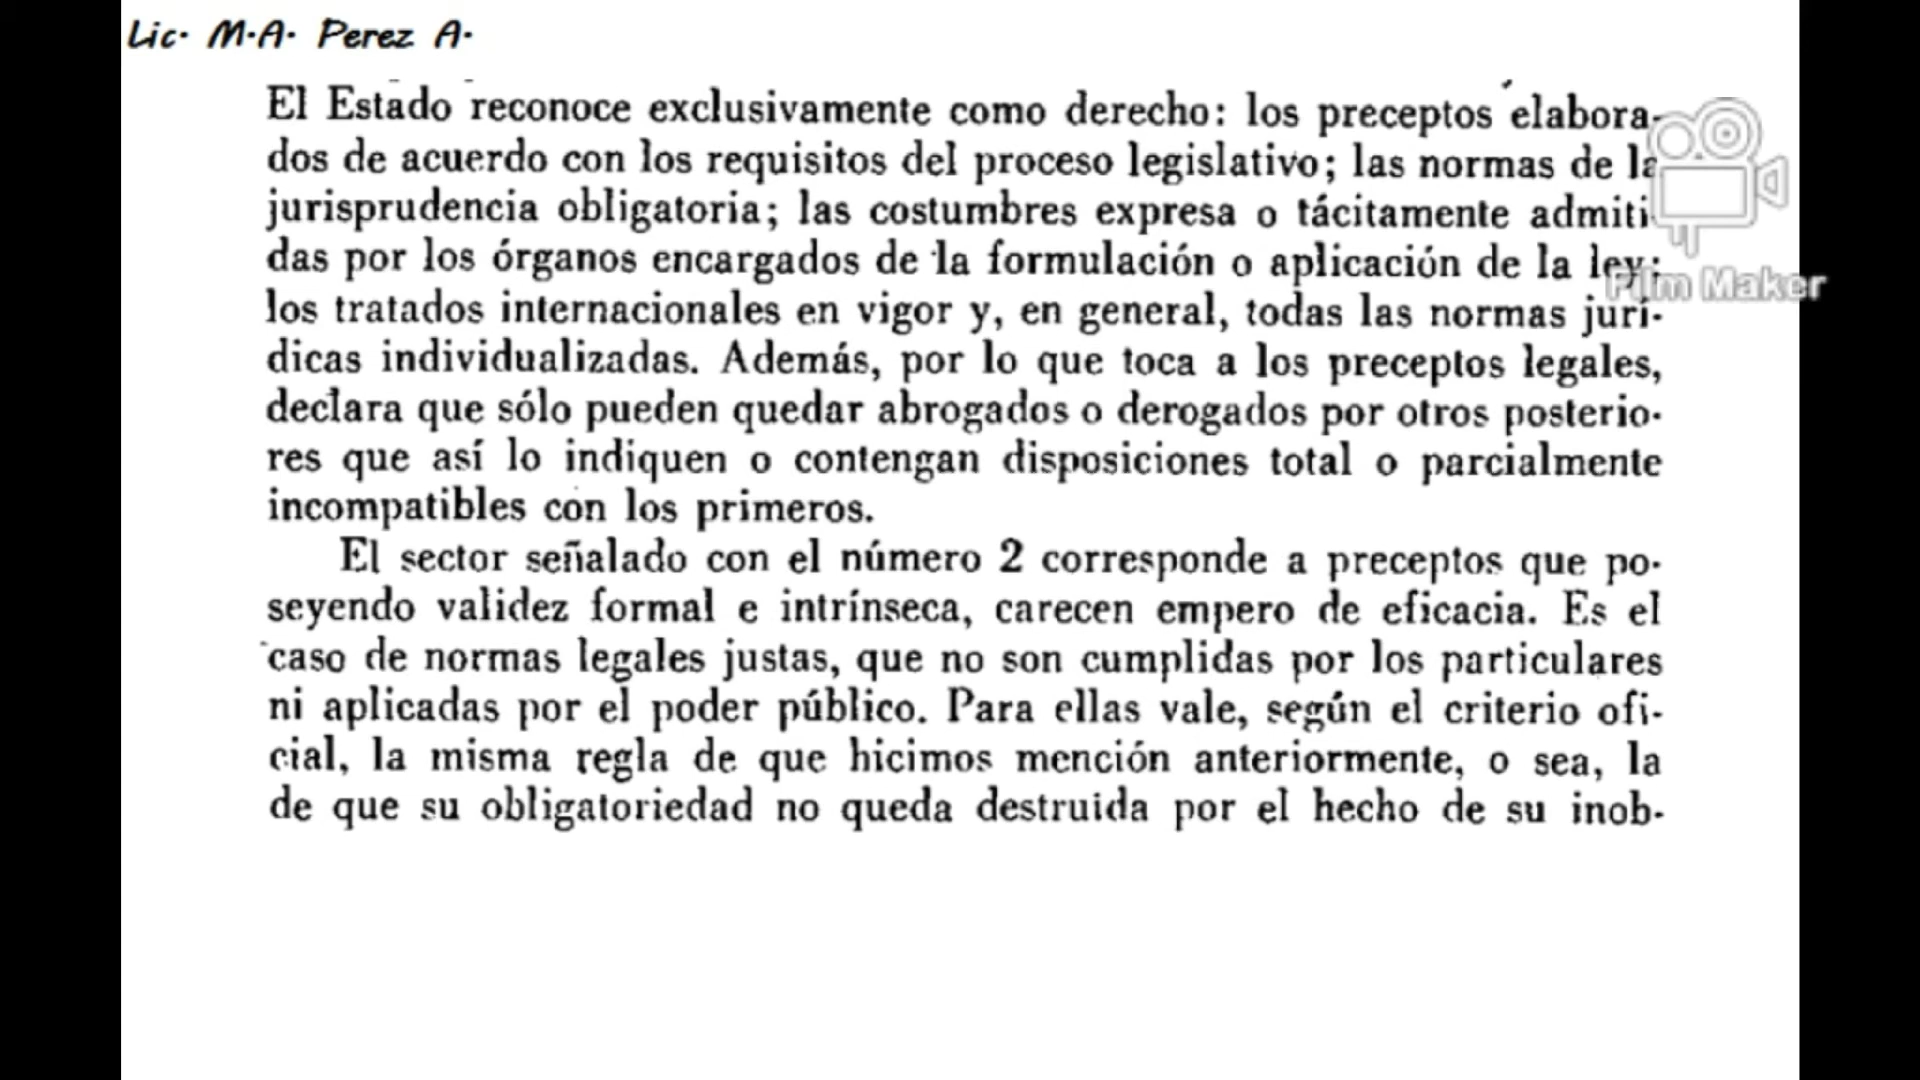 Lic. M.A. Perez A.
El Estado reconoce exclusivamente como derecho: los preceptos elabora-
dos de acuerdo con los requisitos del proceso legislativo; las normas de la
jurisprudencia obligatoria; las costumbres expresa o tácitamente admiti-
das por los órganos encargados de la formulación o aplicación de la ley;
los tratados internacionales en vigor y, en general, todas las normas jurí-
dicas individualizadas. Además, por lo que toca a los preceptos legales,
declara que sólo pueden quedar abrogados o derogados por otros posterio-
res que así lo indiquen o contengan disposiciones total o parcialmente
incompatibles con los primeros.
El sector señalado con el número 2 corresponde a preceptos que po-
seyendo validez formal e intrínseca, carecen empero de eficacia. Es el
caso de normas legales justas, que no son cumplidas por los particulares
ni aplicadas por el poder público. Para ellas vale, según el criterio ofi-
cial, la misma regla de que hicimos mención anteriormente, o sea, la
de que su obligatoriedad no queda destruida por el hecho de su inob-
Film Maker